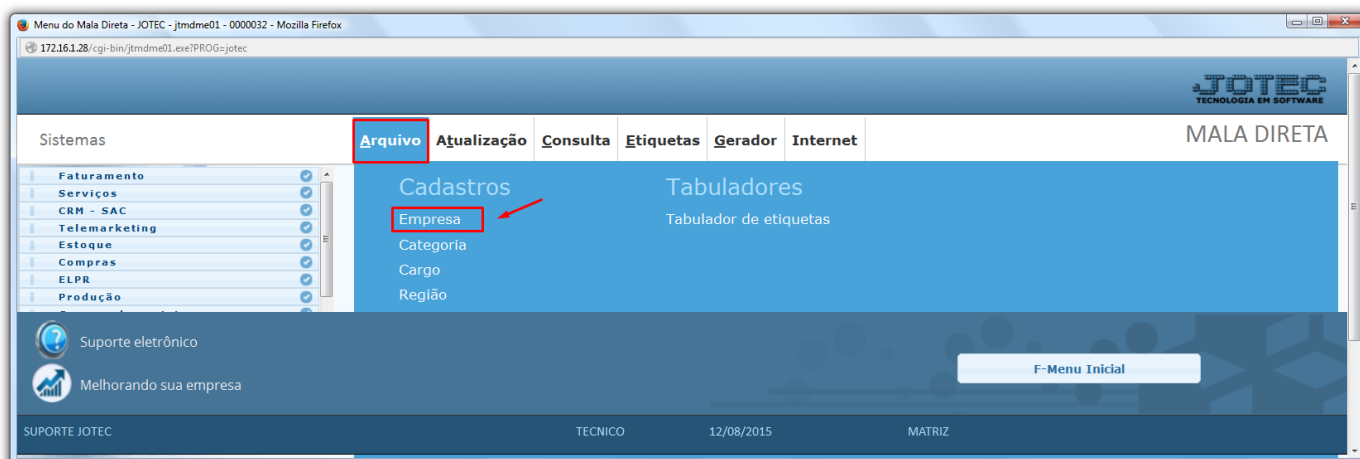 Menu do Mala Direta - JOTEC - jtmdme01 - 0000032 - Mozilla Firefox
172.16.1.28/cgi-bin/jtmdme01.exe?PROG=jotec
JOTEC
TECNOLOGIA EM SOFTWARE
Sistemas
Arquivo Atualização Consulta Etiquetas Gerador Internet
MALA DIRETA
Faturamento
Serviços
CRM - SAC
Telemarketing
Estoque
Compras
ELPR
Produção
Cadastros
Empresa
Categoria
Cargo
Região
Tabuladores
Tabulador de etiquetas
Suporte eletrônico
Melhorando sua empresa
F-Menu Inicial
SUPORTE JOTEC TECNICO 12/08/2015 MATRIZ